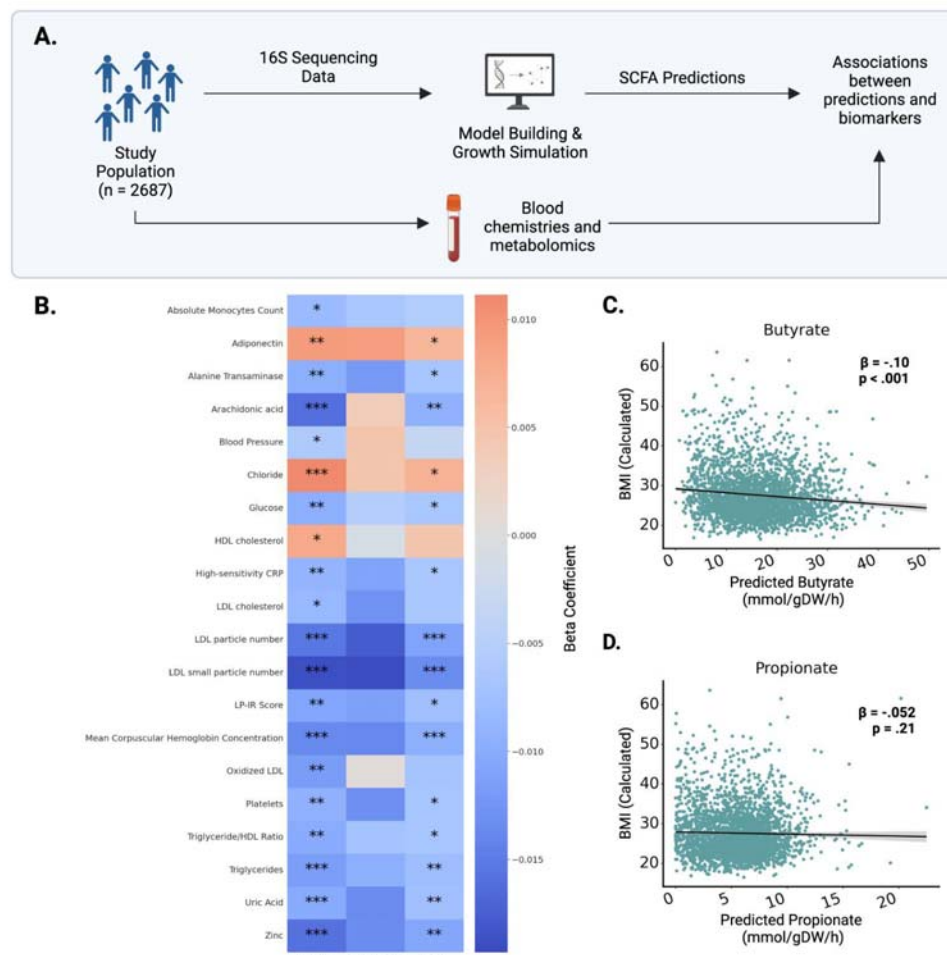 A.
16S Sequencing
Data
SCFA Predictions
Associations
between
predictions and
biomarkers
Study
Population
(n = 2687)
Model Building &
Growth Simulation
Blood
chemistries and
metabolomics
B.
Absolute Monocytes Count
*
Adiponectin
** *
Alanine Transaminase
** *
Arachidonic acid
*** **
Blood Pressure
*
Chloride
*** *
Glucose
** *
HDL cholesterol
*
High-sensitivity CRP
** *
LDL cholesterol
*
LDL particle number
*** ***
LDL small particle number
*** ***
LP-IR Score
** *
Mean Corpuscular Hemoglobin Concentration
*** ***
Oxidized LDL
**
Platelets
** *
Triglyceride/HDL Ratio
** *
Triglycerides
*** **
Uric Acid
*** **
Zinc
*** **
0.010
0.005
0.000
−0.005
−0.010
−0.015
Beta Coefficient
C.
Butyrate
β = -.10
p < .001
BMI (Calculated)
60
50
40
30
20
0 10 20 30 40 50
Predicted Butyrate
(mmol/gDW/h)
D.
Propionate
β = -.052
p = .21
BMI (Calculated)
60
50
40
30
20
0 5 10 15 20
Predicted Propionate
(mmol/gDW/h)